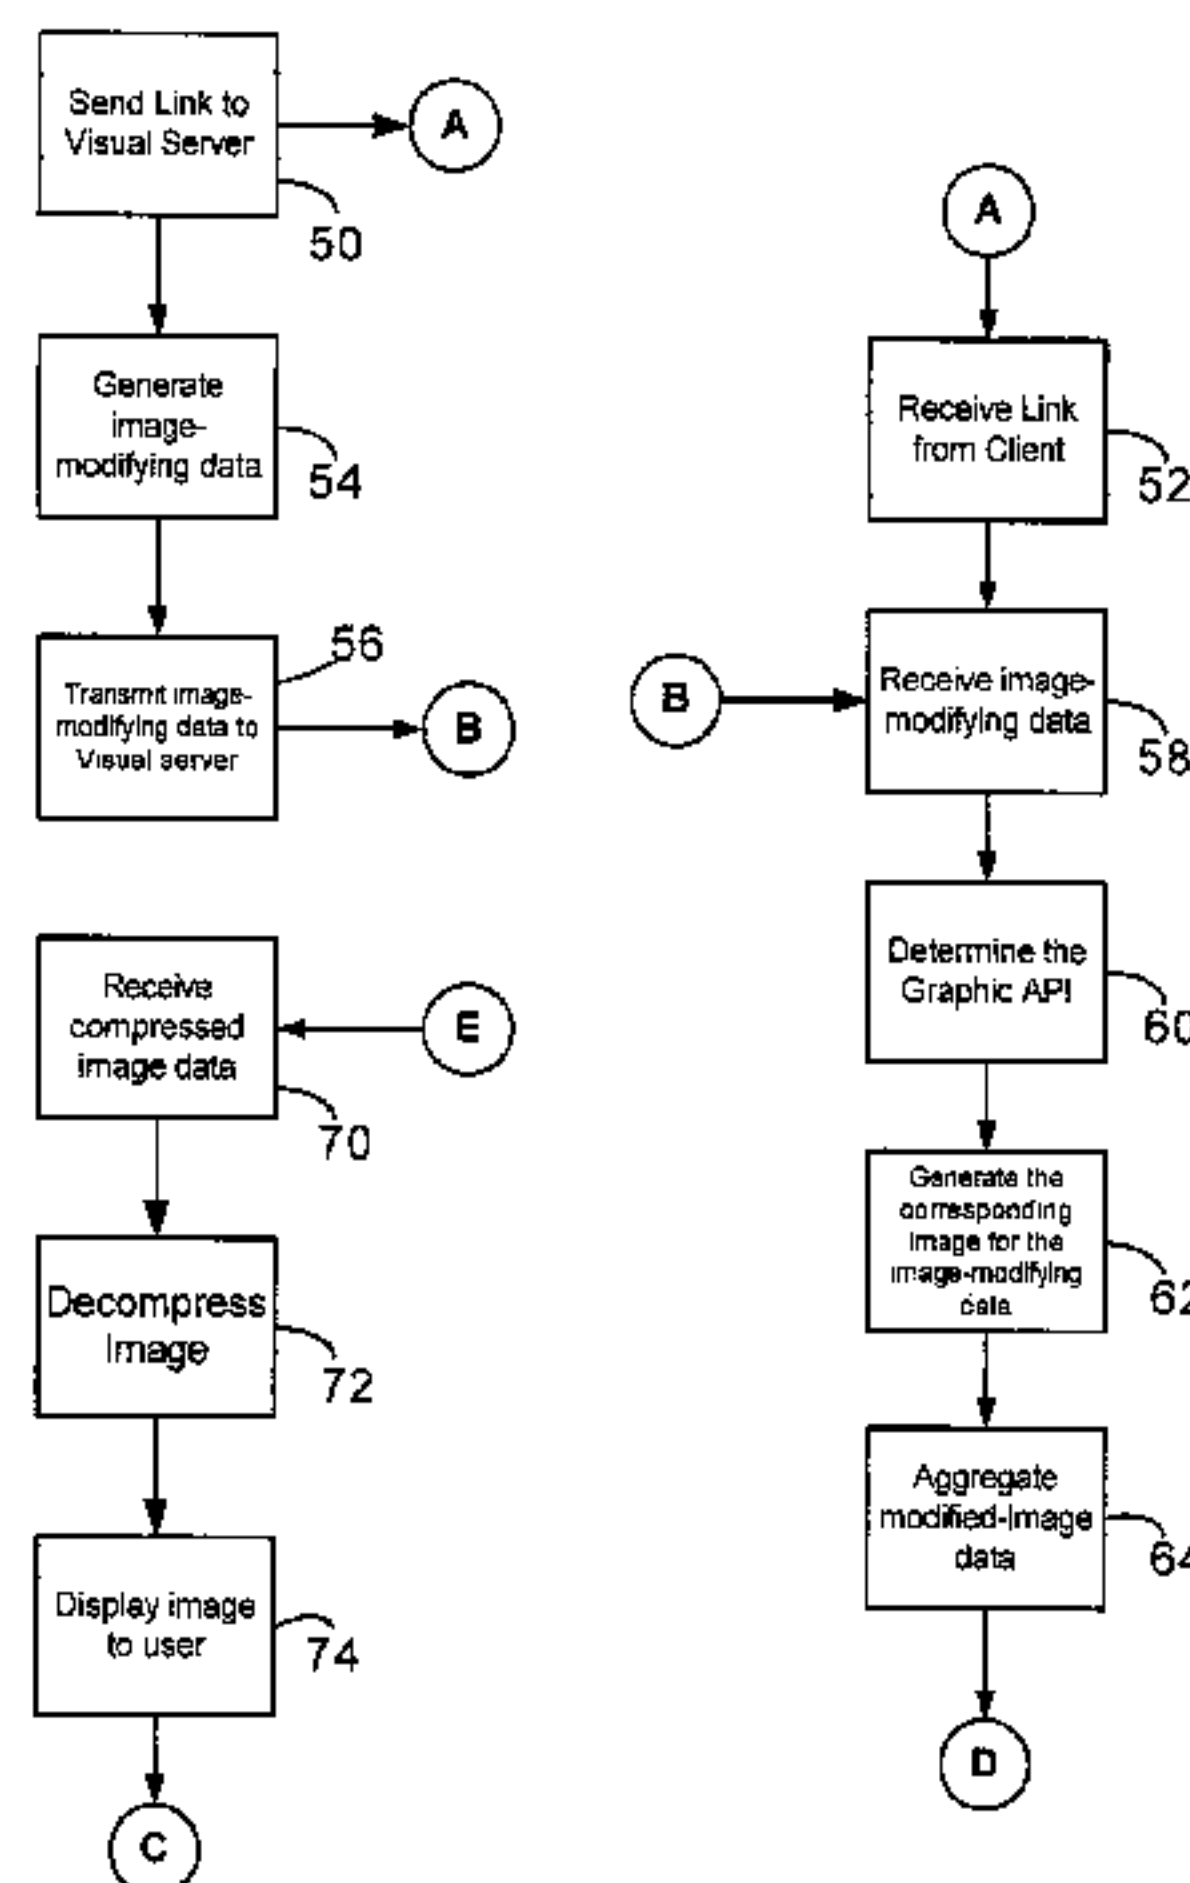 Send Link to
Visual Server
A
50
Generate
image-
modifying data
54
56
Transmit image-
modifying data to
Visual server
B
Receive
compressed
image data
E
70
Decompress
Image
72
Display image
to user
74
C
A
Receive Link
from Client
52
B
Receive image-
modifying data
58
Determine the
Graphic API
60
Generate the
corresponding
image for the
image-modifying
data
62
Aggregate
modified-image
data
64
D